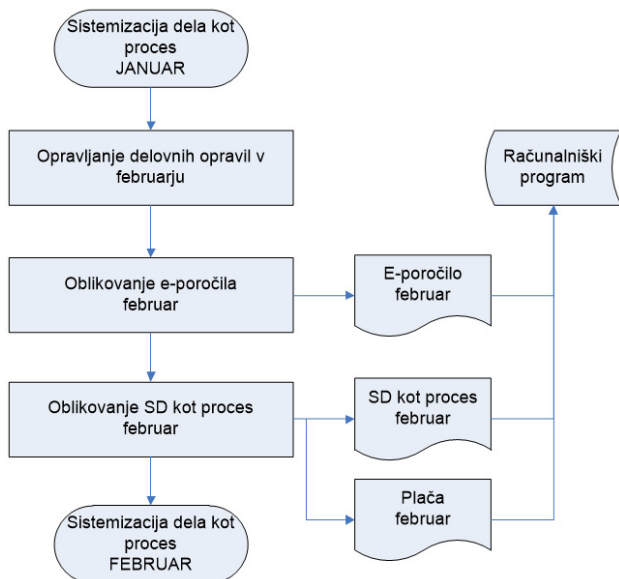 Sistemizacija dela kot
proces
JANUAR
Opravljanje delovnih opravil v
februarju
Računalniški
program
Oblikovanje e-poročila
februar
E-poročilo
februar
Oblikovanje SD kot proces
februar
SD kot proces
februar
Plača
februar
Sistemizacija dela kot
proces
FEBRUAR